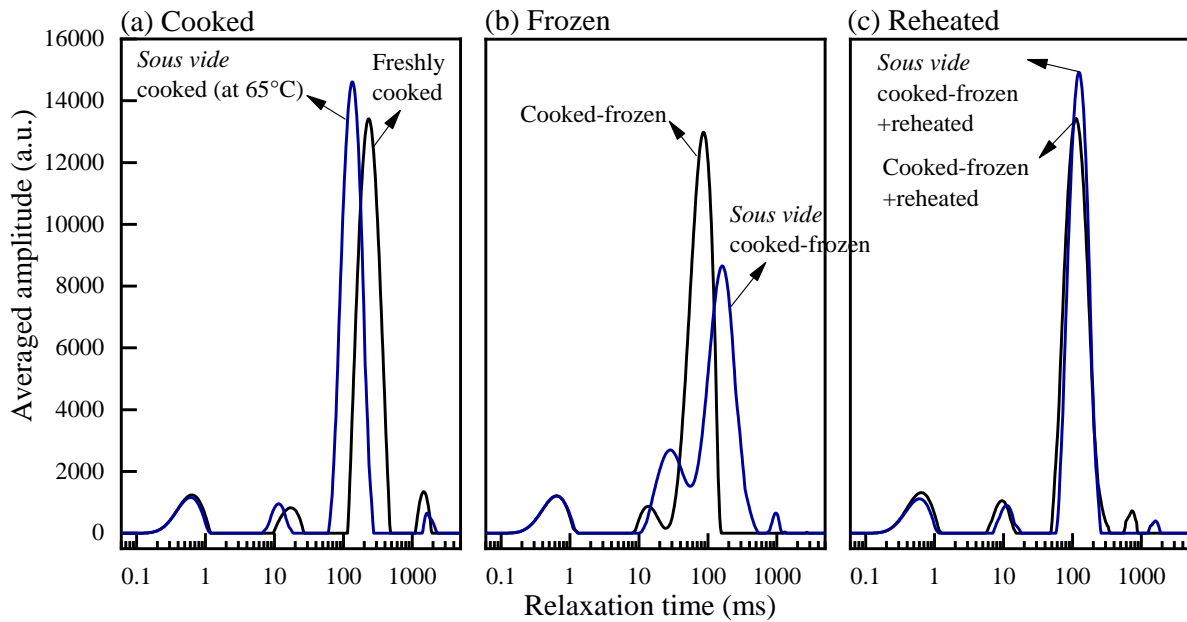 (a) Cooked
(b) Frozen
(c) Reheated
Averaged amplitude (a.u.)
16000
14000
12000
10000
8000
6000
4000
2000
0
Sous vide
cooked (at 65°C)
Freshly
cooked
Cooked-frozen
Sous vide
cooked-frozen
Sous vide
cooked-frozen
+reheated
Cooked-frozen
+reheated
0.1 1 10 100 1000
0.1 1 10 100 1000
0.1 1 10 100 1000
Relaxation time (ms)